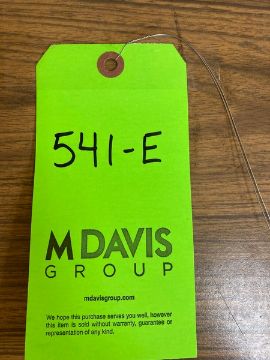 541-E
M DAVIS
GROUP
mdavisgroup.com
We hope this purchase serves you well, however
this item is sold without warranty, guarantee or
representation of any kind.